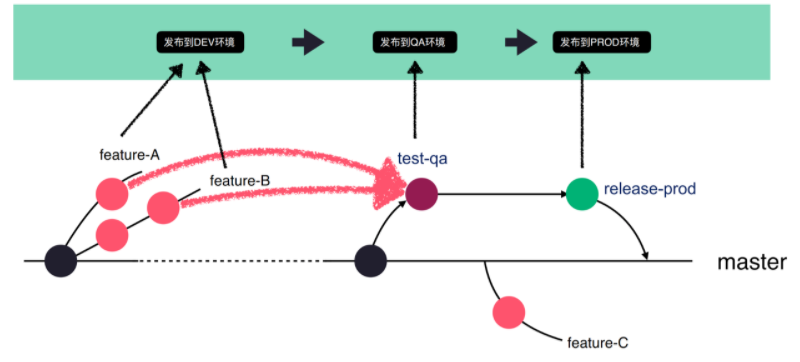 发布到DEV环境
发布到QA环境
发布到PROD环境
feature-A
test-qa
feature-B
release-prod
master
feature-C